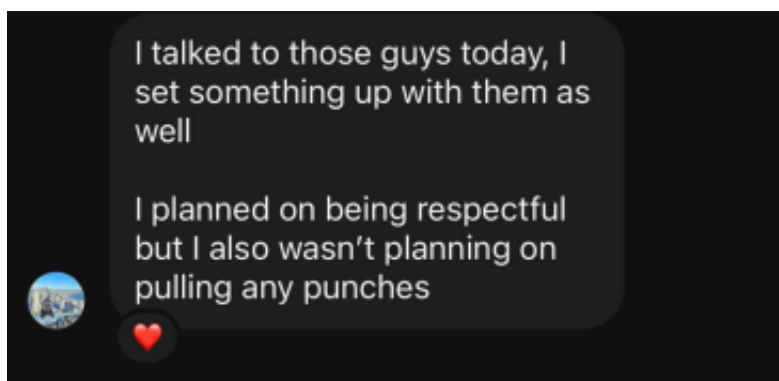 I talked to those guys today, I
set something up with them as
well
I planned on being respectful
but I also wasn’t planning on
pulling any punches